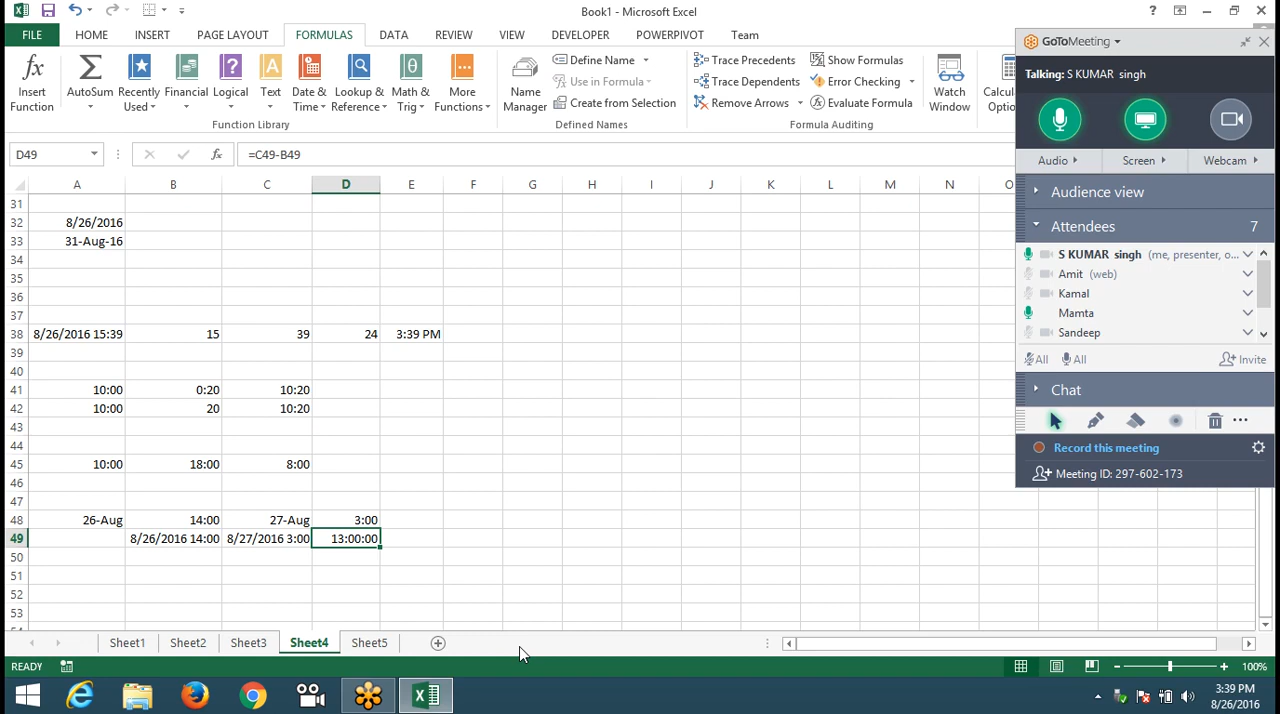 Book1 - Microsoft Excel
FILE HOME INSERT PAGE LAYOUT FORMULAS DATA REVIEW VIEW DEVELOPER POWERPIVOT Team
Insert Function
AutoSum
Recently Used
Financial
Logical
Text
Date & Time
Lookup & Reference
Math & Trig
More Functions
Function Library
Name Manager
Define Name
Use in Formula
Create from Selection
Defined Names
Trace Precedents
Trace Dependents
Remove Arrows
Show Formulas
Error Checking
Evaluate Formula
Formula Auditing
Watch Window
D49 fx =C49-B49
A B C D E F G H I J K L M N O
31
32 8/26/2016
33 31-Aug-16
34
35
36
37
38 8/26/2016 15:39 15 39 24 3:39 PM
39
40
41 10:00 0:20 10:20
42 10:00 20 10:20
43
44
45 10:00 18:00 8:00
46
47
48 26-Aug 14:00 27-Aug 3:00
49 8/26/2016 14:00 8/27/2016 3:00 13:00:00
50
51
52
53
Sheet1 Sheet2 Sheet3 Sheet4 Sheet5
READY 100%
3:39 PM
8/26/2016
GoToMeeting
Talking: S KUMAR singh
Audio Screen Webcam
Audience view
Attendees 7
S KUMAR singh (me, presenter, o...
Amit (web)
Kamal
Mamta
Sandeep
All All Invite
Chat
Record this meeting
Meeting ID: 297-602-173